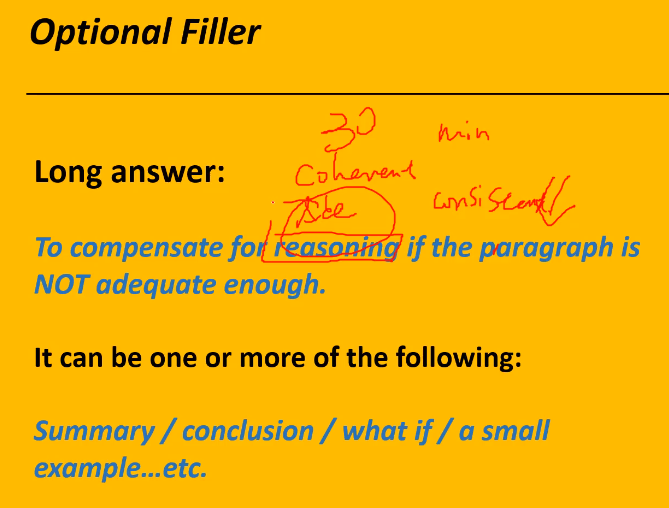 Optional Filler
30 min
Long answer:
coherent
consistent
To compensate for reasoning if the paragraph is
NOT adequate enough.
It can be one or more of the following:
Summary / conclusion / what if / a small
example...etc.